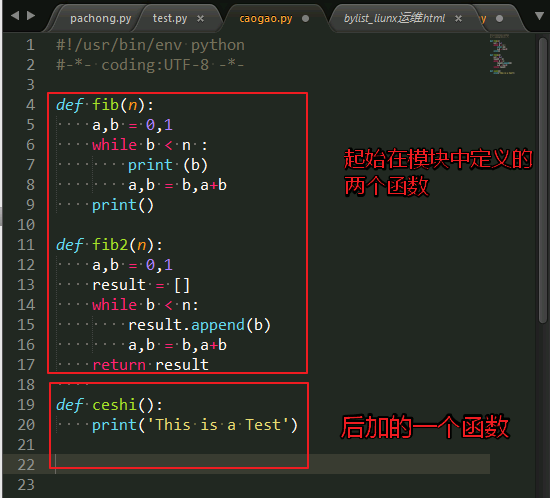 pachong.py test.py × caogao.py bylist_liunx运维.html y
1 #!/usr/bin/env python
2 #-*- coding:UTF-8 -*-
3
4 def fib(n):
5 a,b = 0,1
6 while b < n :
7 print (b)
8 a,b = b,a+b
9 print()
10
11 def fib2(n):
12 a,b = 0,1
13 result = []
14 while b < n:
15 result.append(b)
16 a,b = b,a+b
17 return result
18
19 def ceshi():
20 print('This is a Test')
21
22
23
起始在模块中定义的
两个函数
后加的一个函数